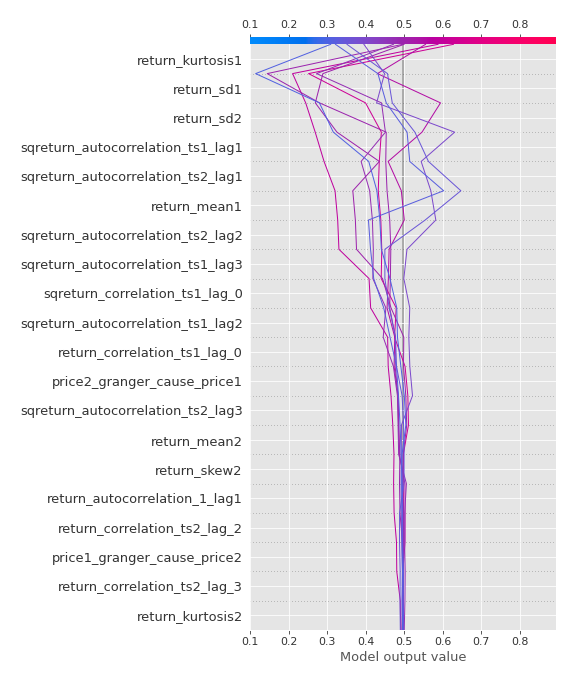 0.1 0.2 0.3 0.4 0.5 0.6 0.7 0.8
return_kurtosis1
return_sd1
return_sd2
sqreturn_autocorrelation_ts1_lag1
sqreturn_autocorrelation_ts2_lag1
return_mean1
sqreturn_autocorrelation_ts2_lag2
sqreturn_autocorrelation_ts1_lag3
sqreturn_correlation_ts1_lag_0
sqreturn_autocorrelation_ts1_lag2
return_correlation_ts1_lag_0
price2_granger_cause_price1
sqreturn_autocorrelation_ts2_lag3
return_mean2
return_skew2
return_autocorrelation_1_lag1
return_correlation_ts2_lag_2
price1_granger_cause_price2
return_correlation_ts2_lag_3
return_kurtosis2
0.1 0.2 0.3 0.4 0.5 0.6 0.7 0.8
Model output value